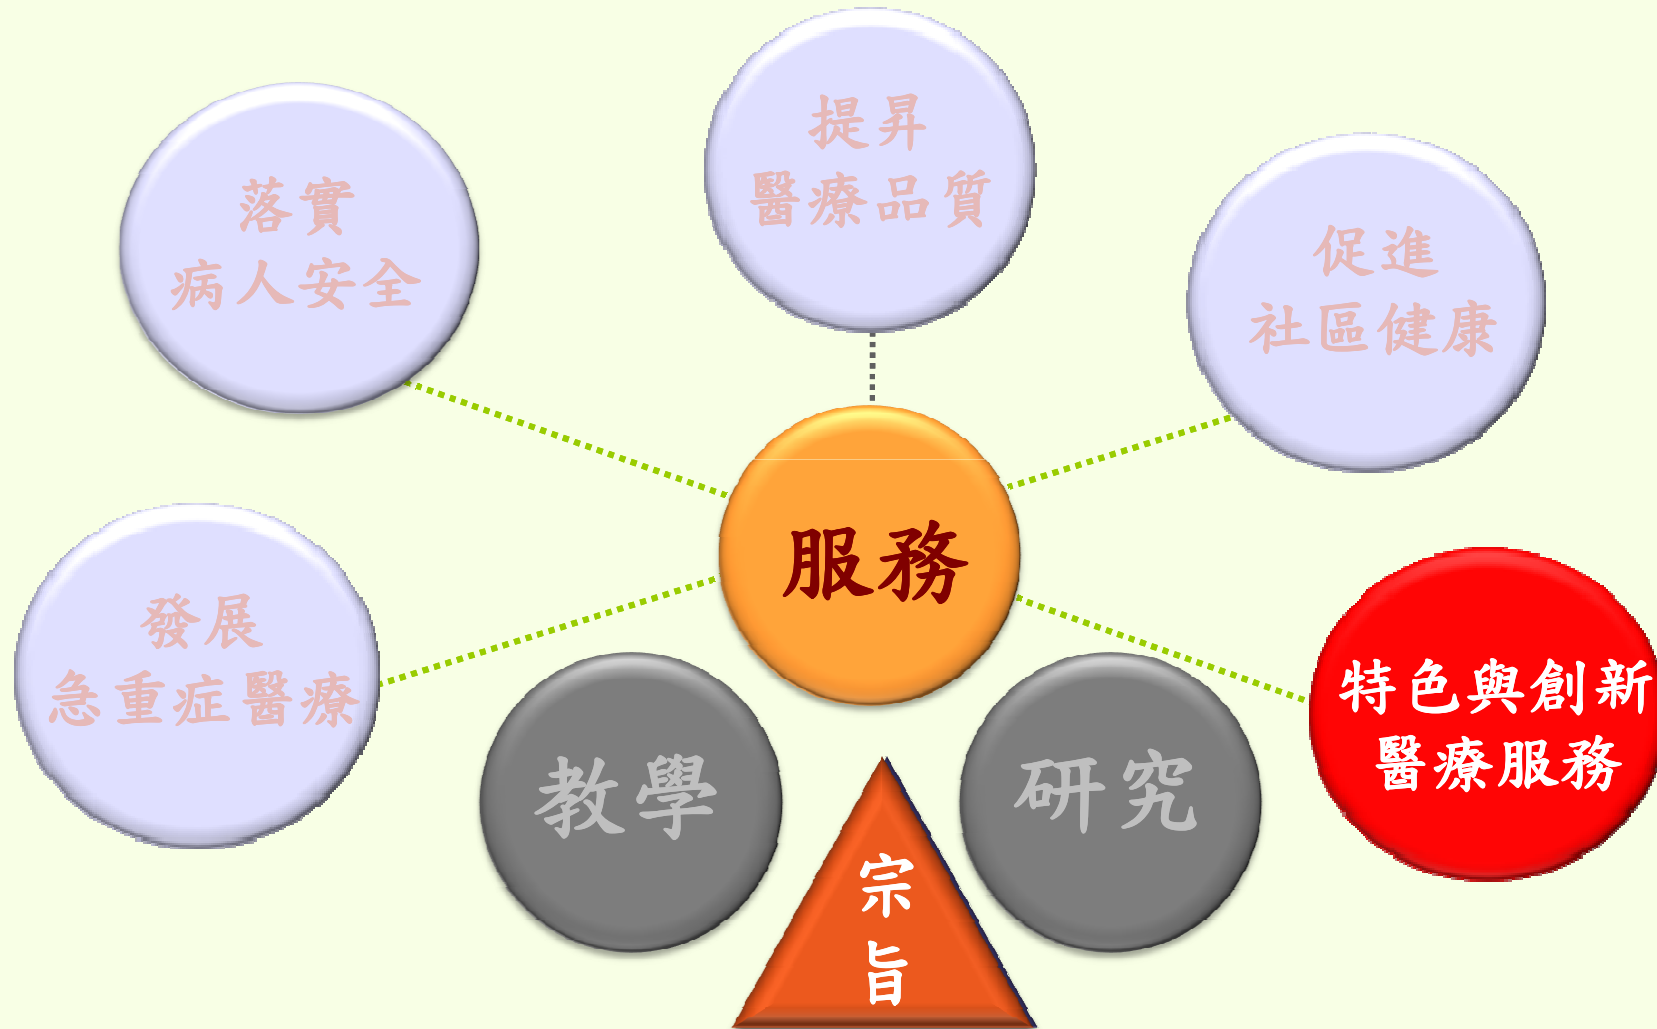 提昇
醫療品質
落實
病人安全
促進
社區健康
服務
發展
急重症醫療
特色與創新
醫療服務
教學
研究
宗
旨